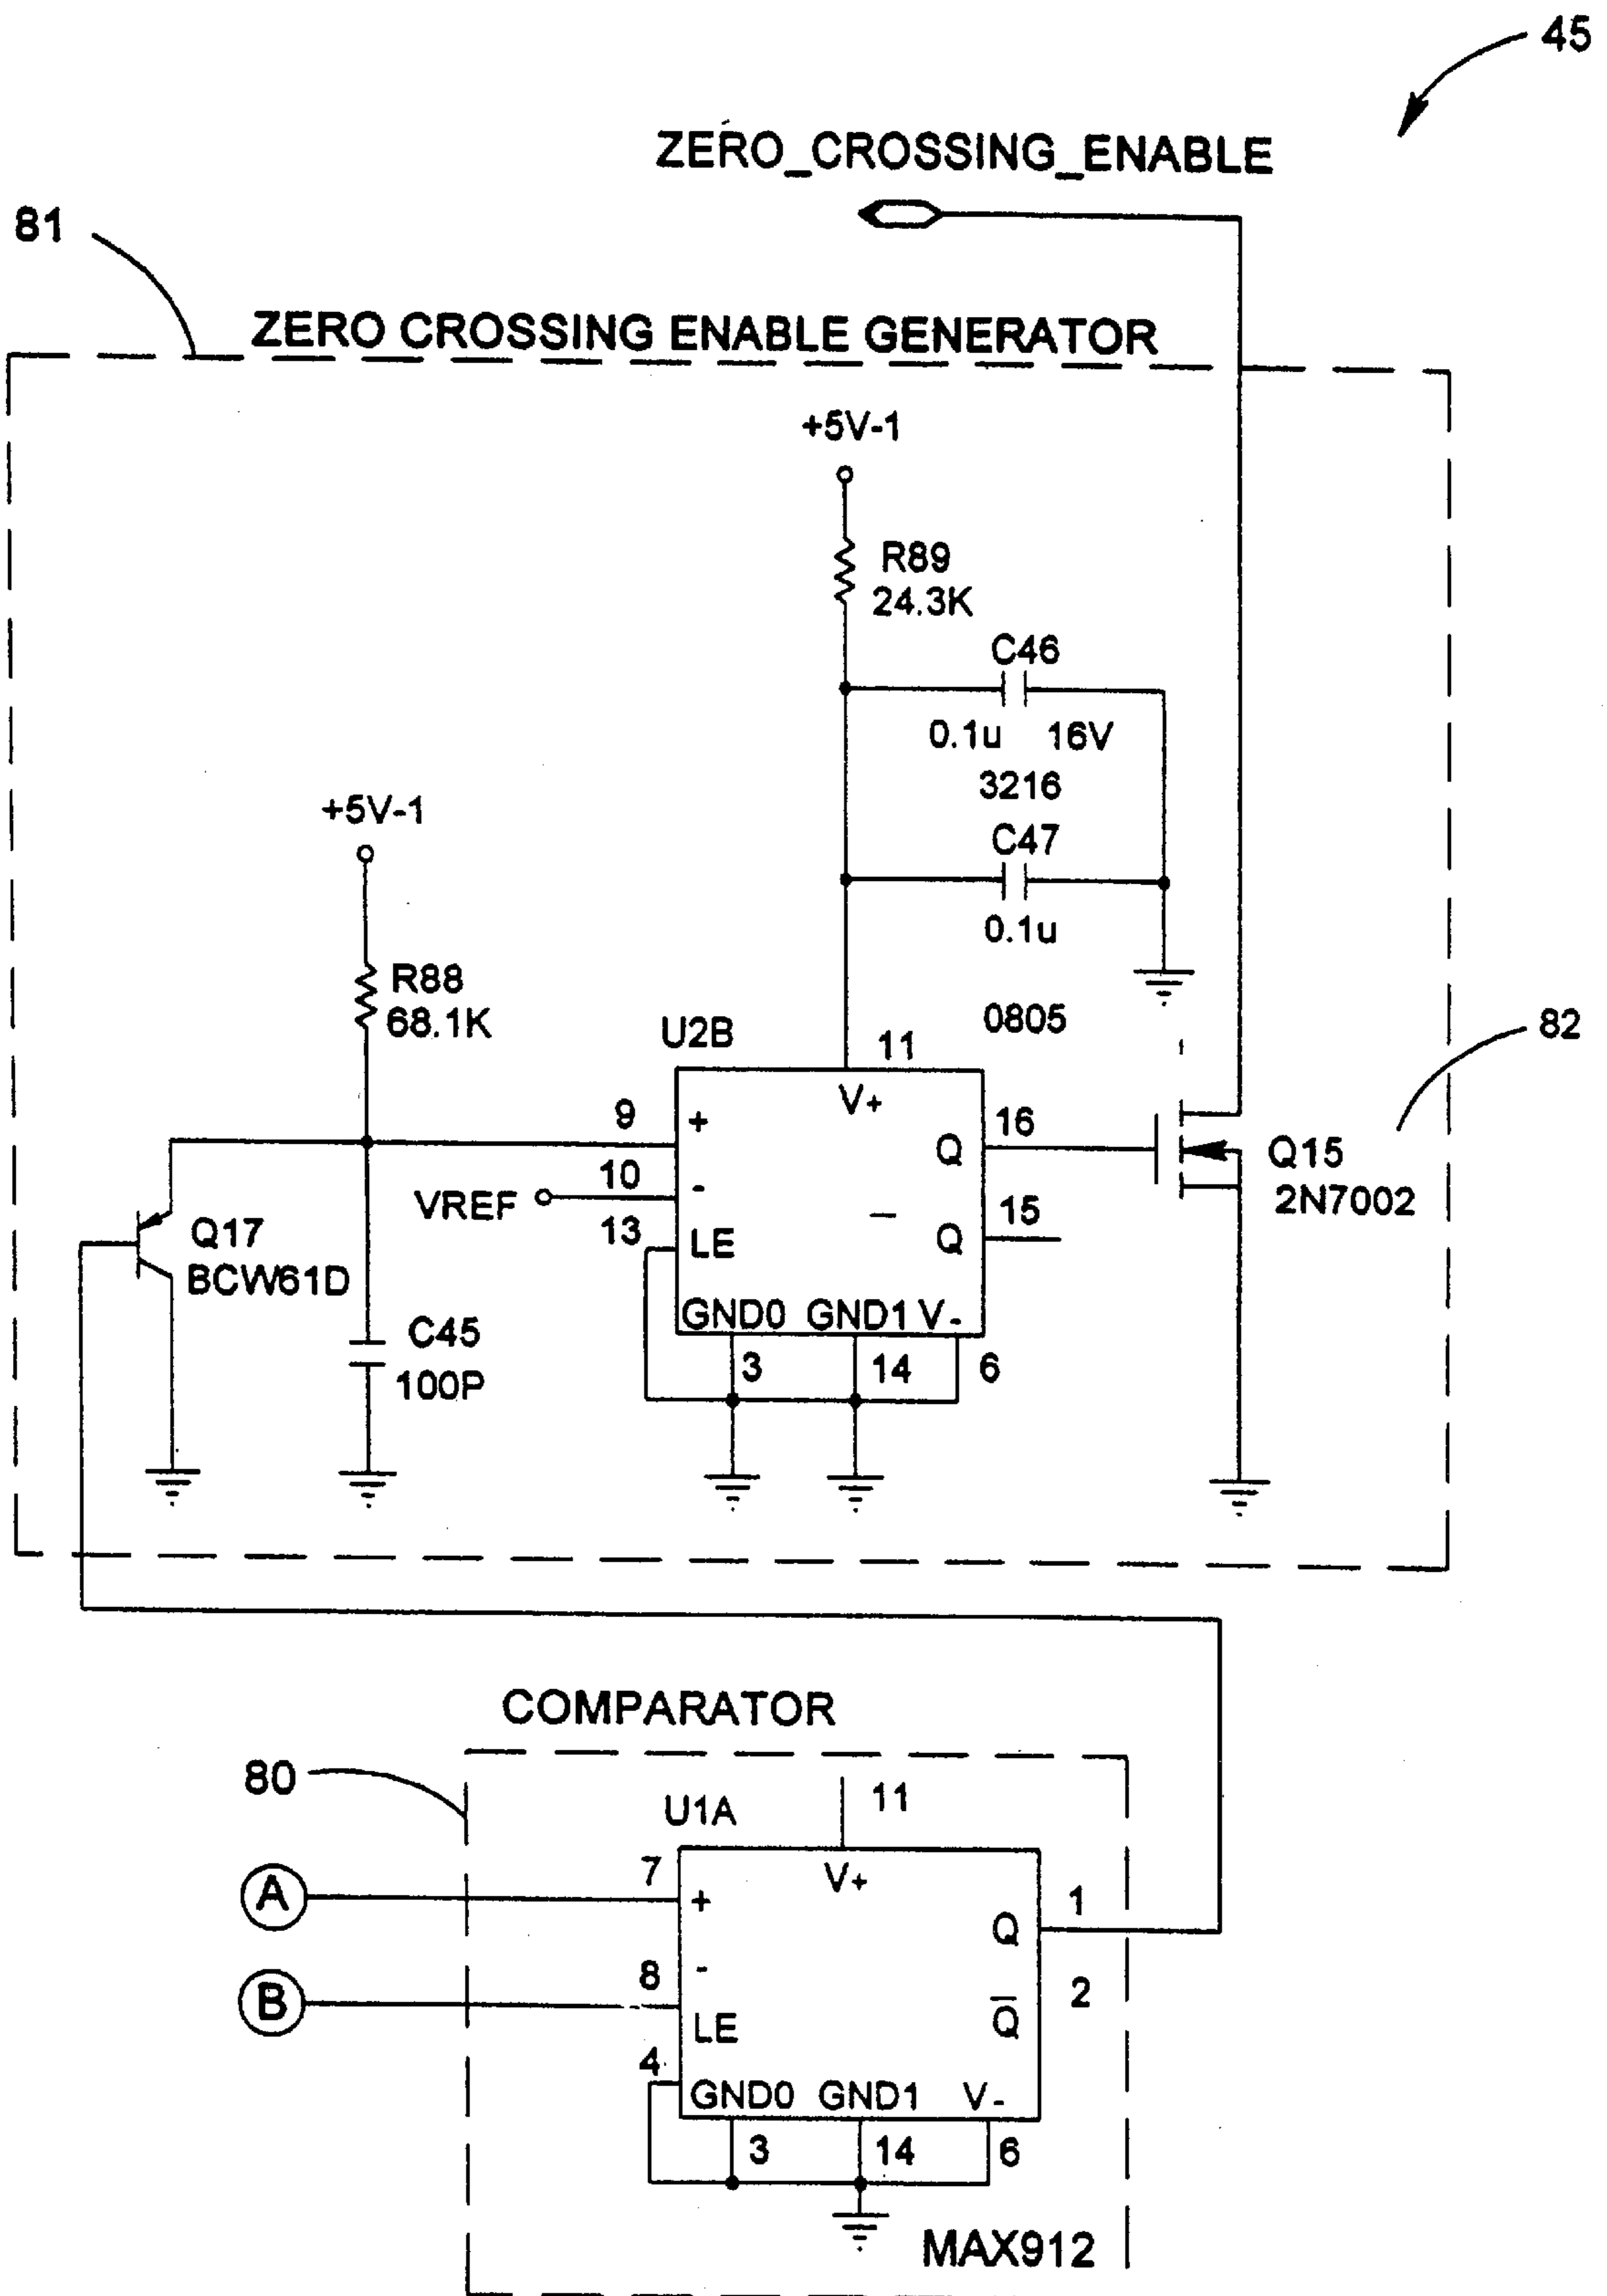 45
ZERO_CROSSING_ENABLE
81
ZERO CROSSING ENABLE GENERATOR
+5V-1
R89
24.3K
C46
0.1u 16V
3216
C47
0.1u
0805
+5V-1
R88
68.1K
82
U2B
11
V+
9
+
10
-
VREF
13
LE
Q
16
Q
15
Q15
2N7002
Q17
BCW61D
C45
100P
GND0 GND1 V-
3 14 6
COMPARATOR
80
U1A
11
V+
A
7
+
8
-
B
LE
4
Q
1
Q̅
2
GND0 GND1 V-
3 14 6
MAX912